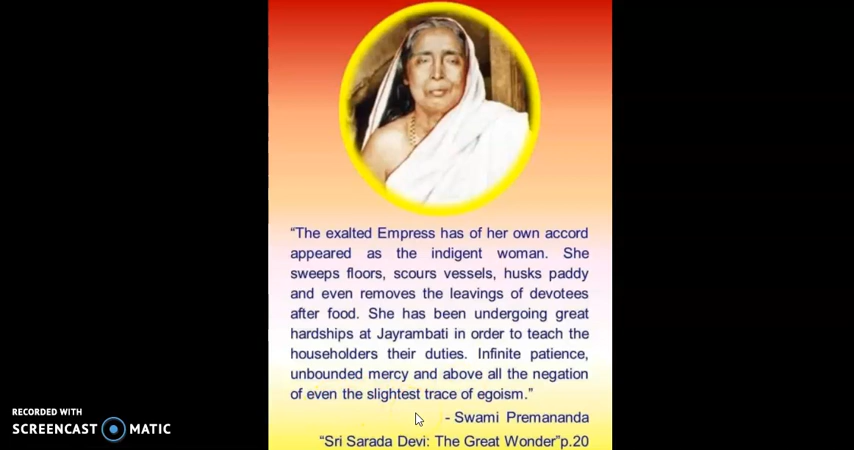 “The exalted Empress has of her own accord
appeared as the indigent woman. She
sweeps floors, scours vessels, husks paddy
and even removes the leavings of devotees
after food. She has been undergoing great
hardships at Jayrambati in order to teach the
householders their duties. Infinite patience,
unbounded mercy and above all the negation
of even the slightest trace of egoism.”
- Swami Premananda
“Sri Sarada Devi: The Great Wonder”p.20
RECORDED WITH
SCREENCAST MATIC